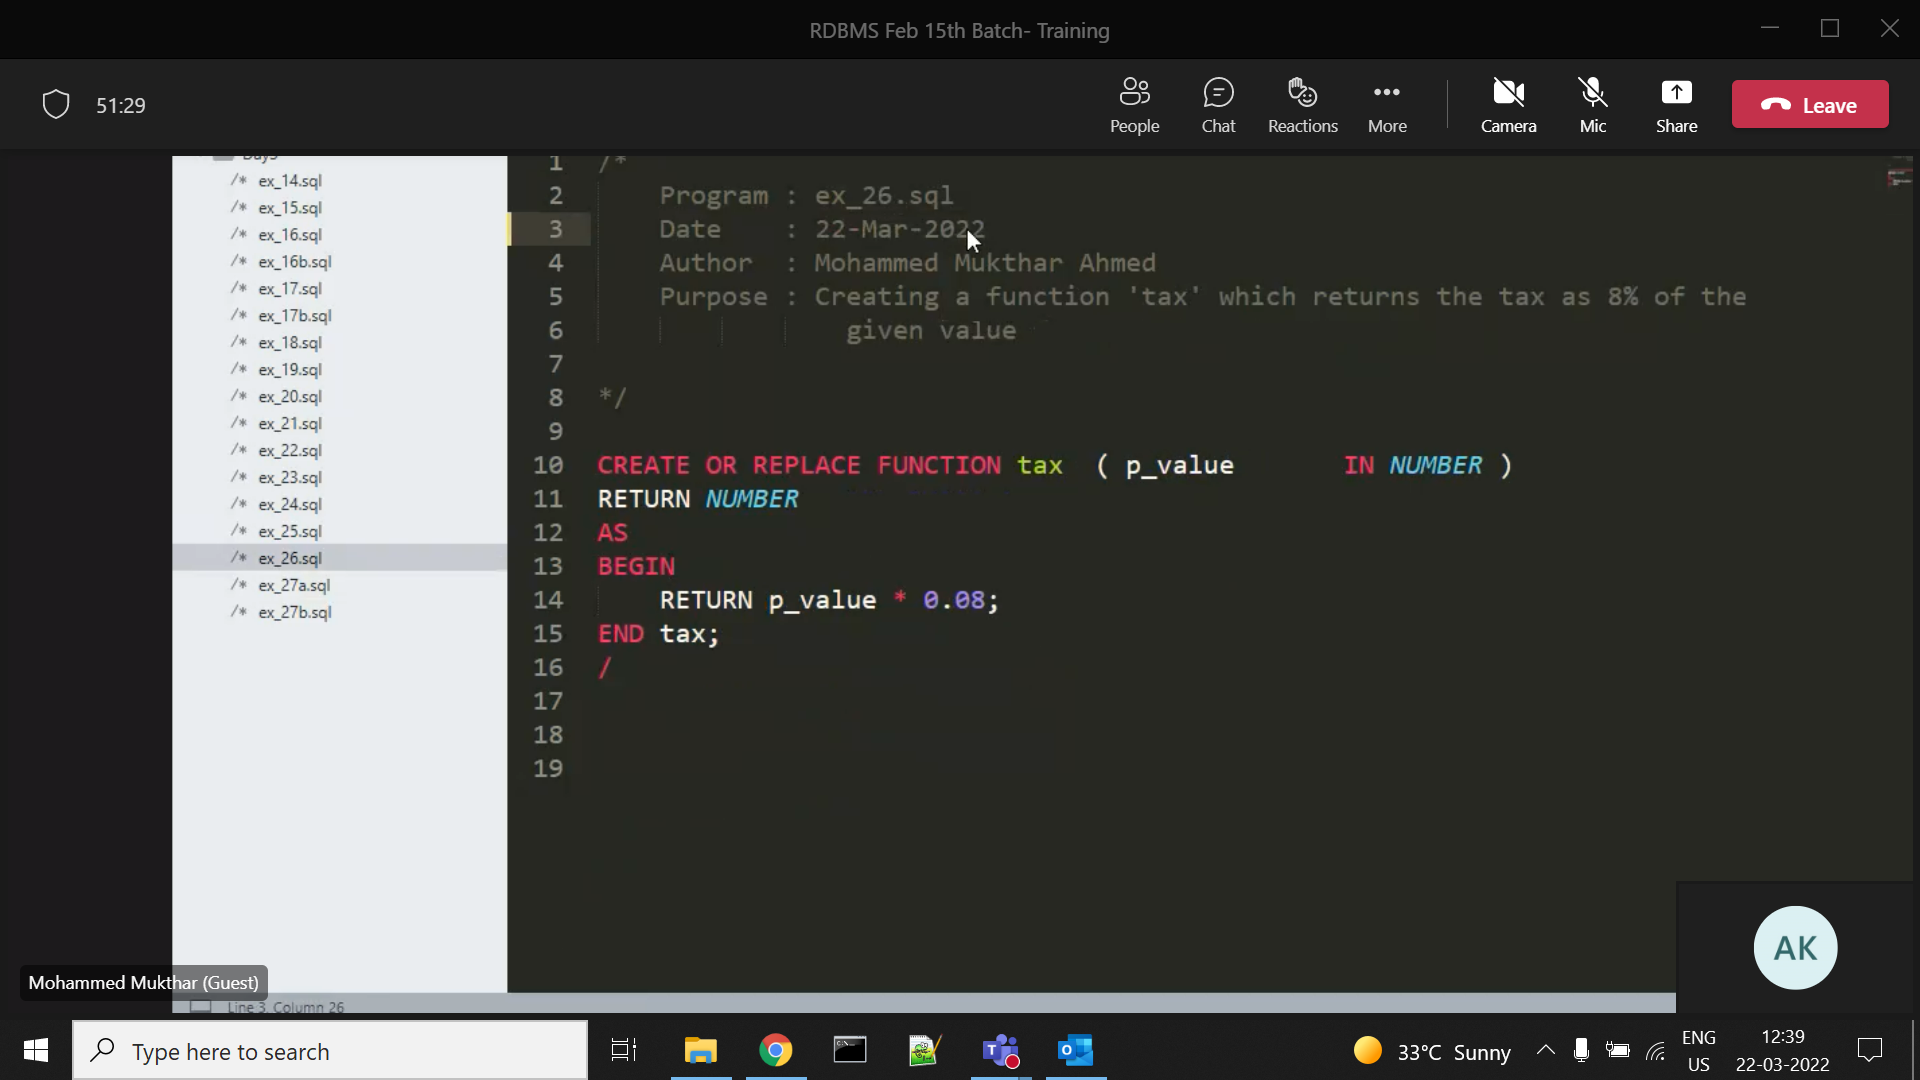 RDBMS Feb 15th Batch- Training
51:29
People
Chat
Reactions
More
Camera
Mic
Share
Leave
Day5
/* ex_14.sql
/* ex_15.sql
/* ex_16.sql
/* ex_16b.sql
/* ex_17.sql
/* ex_17b.sql
/* ex_18.sql
/* ex_19.sql
/* ex_20.sql
/* ex_21.sql
/* ex_22.sql
/* ex_23.sql
/* ex_24.sql
/* ex_25.sql
/* ex_26.sql
/* ex_27a.sql
/* ex_27b.sql
1 /*
2 Program : ex_26.sql
3 Date : 22-Mar-2022
4 Author : Mohammed Mukthar Ahmed
5 Purpose : Creating a function 'tax' which returns the tax as 8% of the
6 given value
7
8 */
9
10 CREATE OR REPLACE FUNCTION tax ( p_value IN NUMBER )
11 RETURN NUMBER
12 AS
13 BEGIN
14 RETURN p_value * 0.08;
15 END tax;
16 /
17
18
19
AK
Mohammed Mukthar (Guest)
Line 3, Column 26
Type here to search
33°C Sunny
ENG
US
12:39
22-03-2022